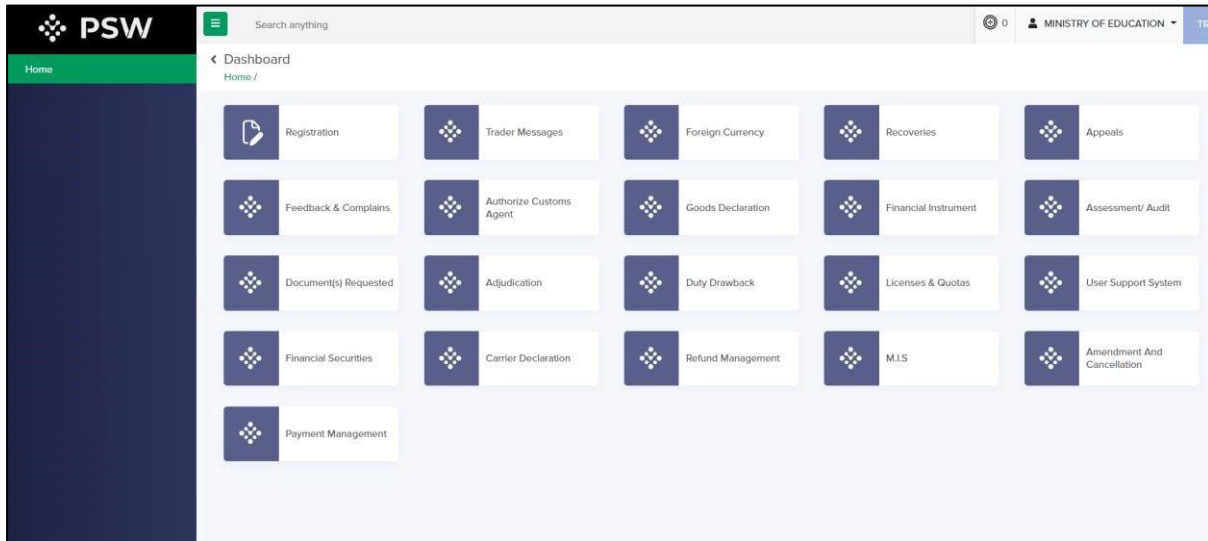 PSW
Search anything
0
MINISTRY OF EDUCATION
TR
Home
Dashboard
Home /
Registration
Trader Messages
Foreign Currency
Recoveries
Appeals
Feedback & Complains
Authorize Customs
Agent
Goods Declaration
Financial Instrument
Assessment/ Audit
Document(s) Requested
Adjudication
Duty Drawback
Licenses & Quotas
User Support System
Financial Securities
Carrier Declaration
Refund Management
M.I.S
Amendment And
Cancellation
Payment Management